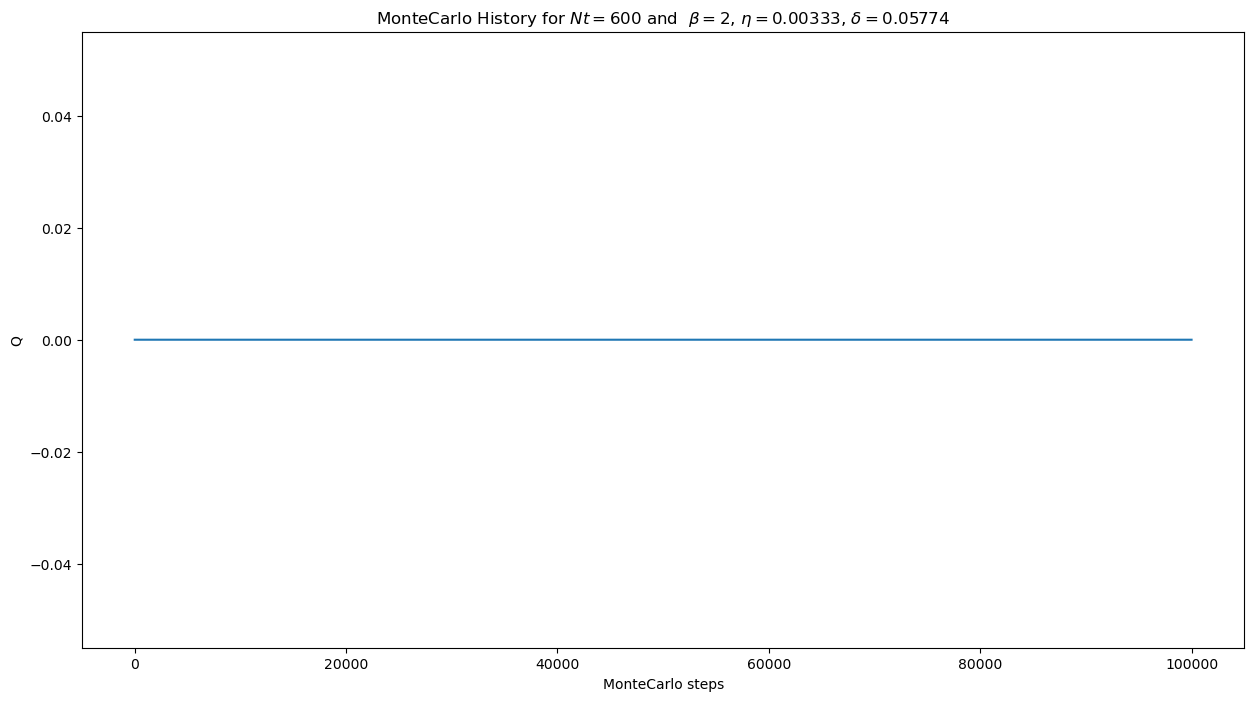 MonteCarlo History for Nt = 600 and β = 2, η = 0.00333, δ = 0.05774
0.04
0.02
0.00
−0.02
−0.04
Q
0 20000 40000 60000 80000 100000
MonteCarlo steps